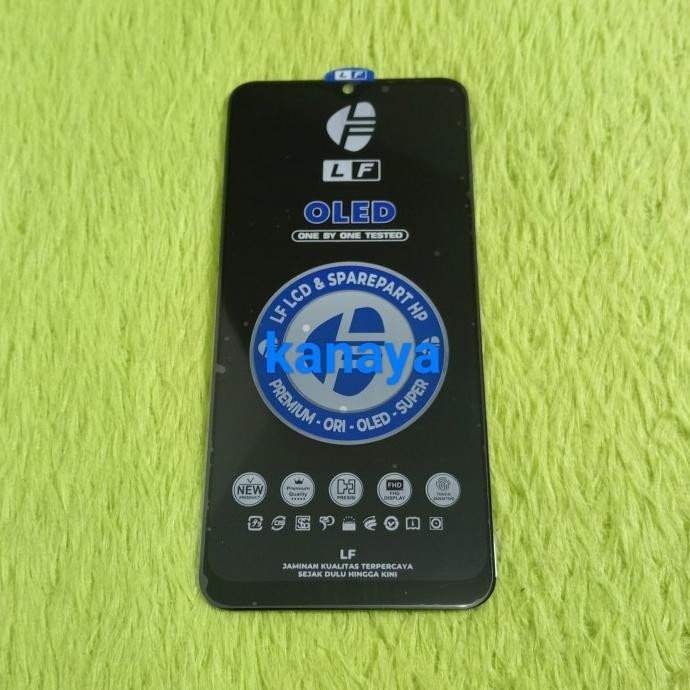 LF
LF
OLED
ONE BY ONE TESTED
LF LCD & SPAREPART HP
kanaya
PREMIUM - ORI - OLED - SUPER
NEW
PRODUCT
Premium
Quality
PRESISI
FHD
FHD
DISPLAY
TOUCH
SENSITIVE
LF
JAMINAN KUALITAS TERPERCAYA
SEJAK DULU HINGGA KINI